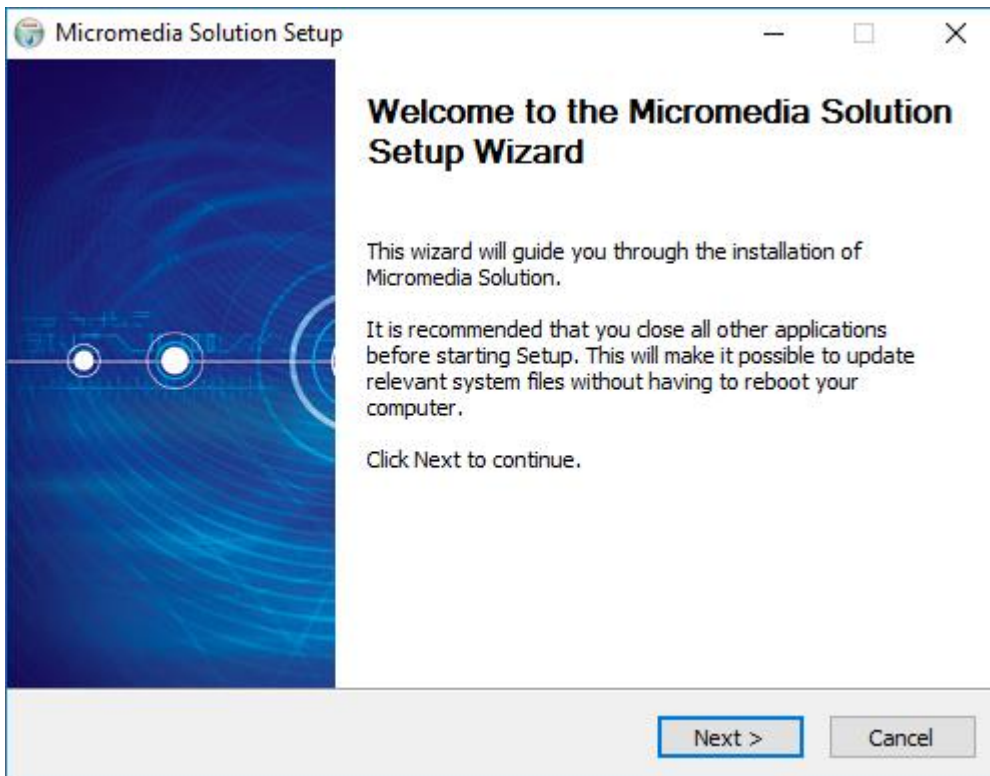 Micromedia Solution Setup
Welcome to the Micromedia Solution
Setup Wizard
This wizard will guide you through the installation of
Micromedia Solution.
It is recommended that you close all other applications
before starting Setup. This will make it possible to update
relevant system files without having to reboot your
computer.
Click Next to continue.
Next >
Cancel